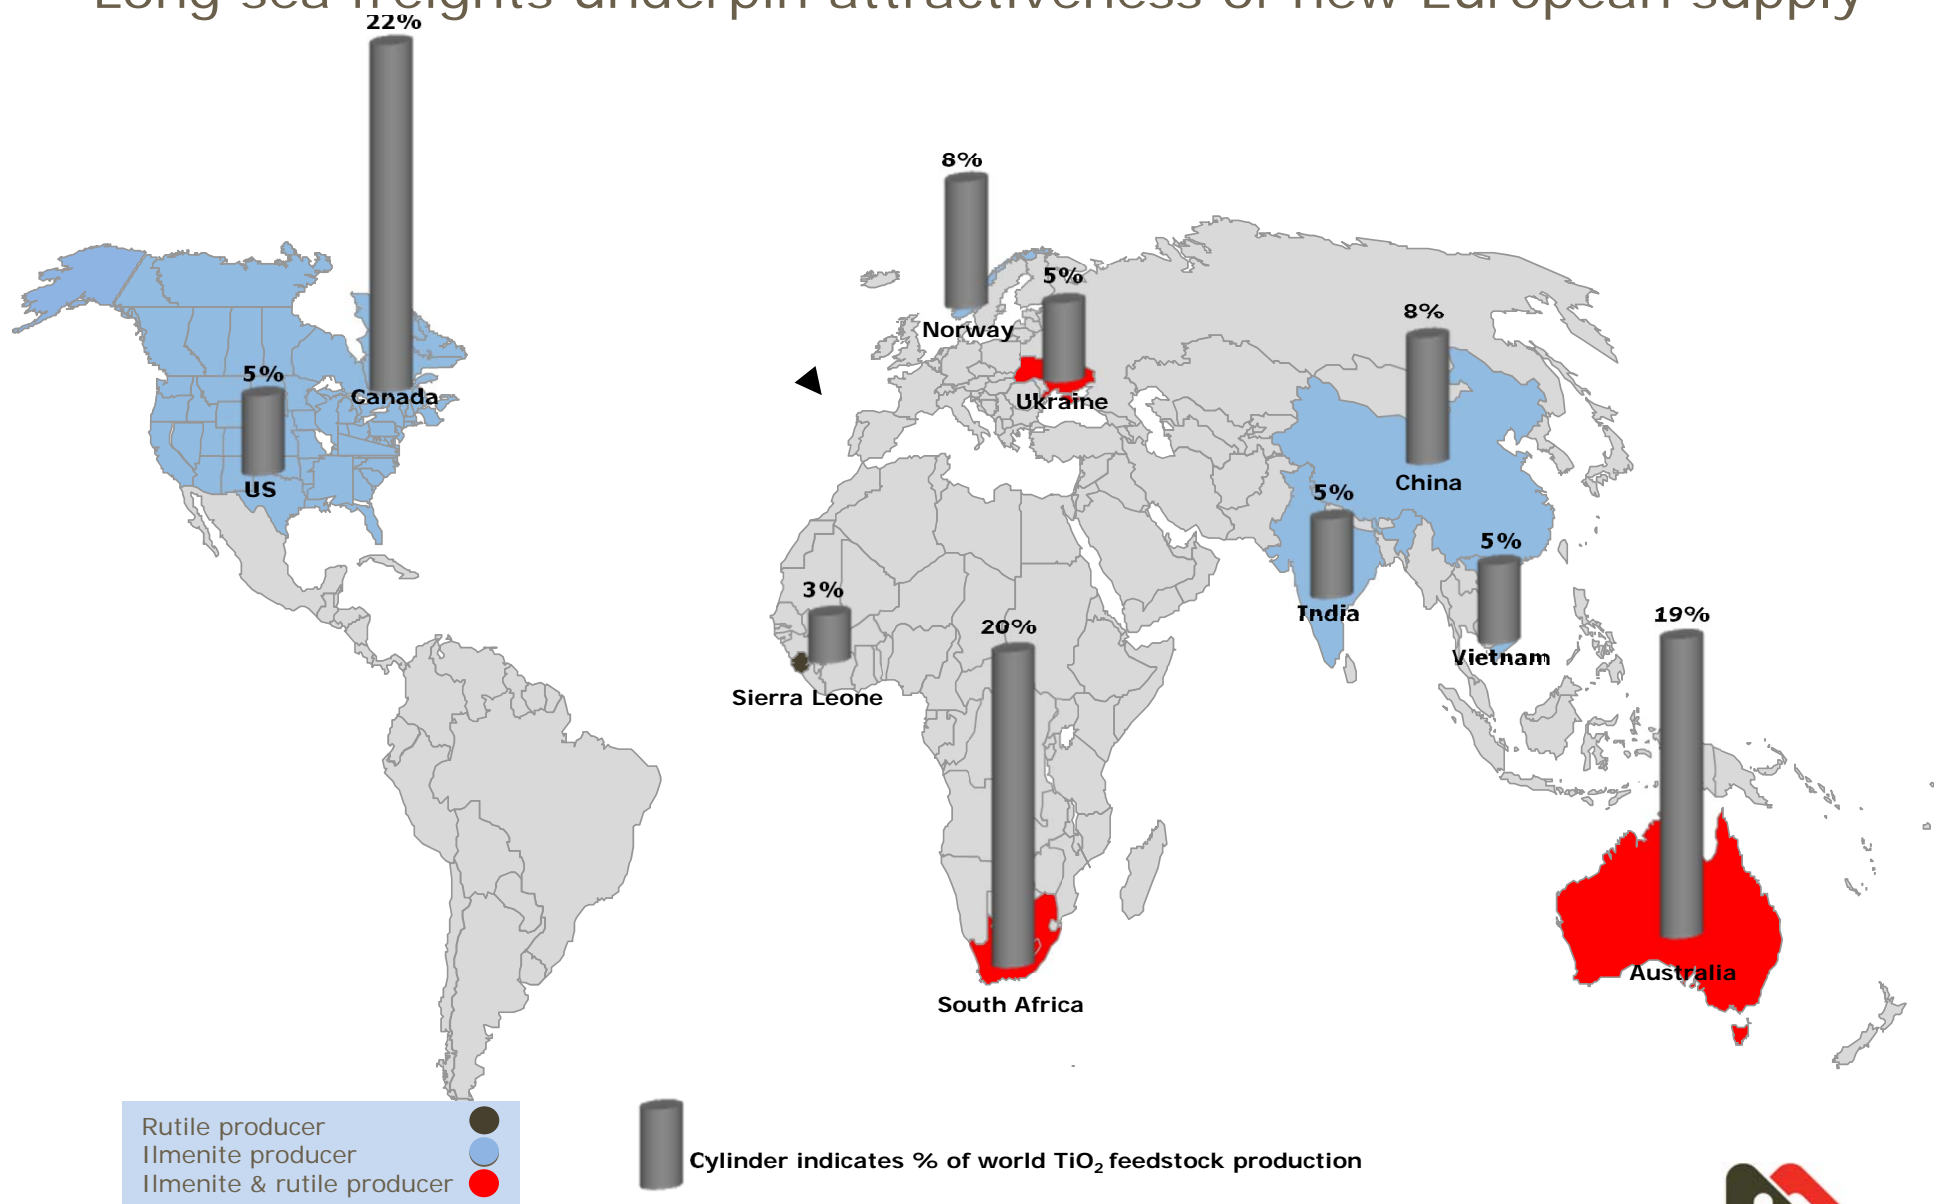 Long sea freights underpin attractiveness of new European supply
22%
8%
5%
8%
5%
Norway
Canada
Ukraine
US
China
5%
5%
3%
India
19%
20%
Vietnam
Sierra Leone
Australia
South Africa
Rutile producer
Ilmenite producer
Ilmenite & rutile producer
Cylinder indicates % of world TiO2 feedstock production